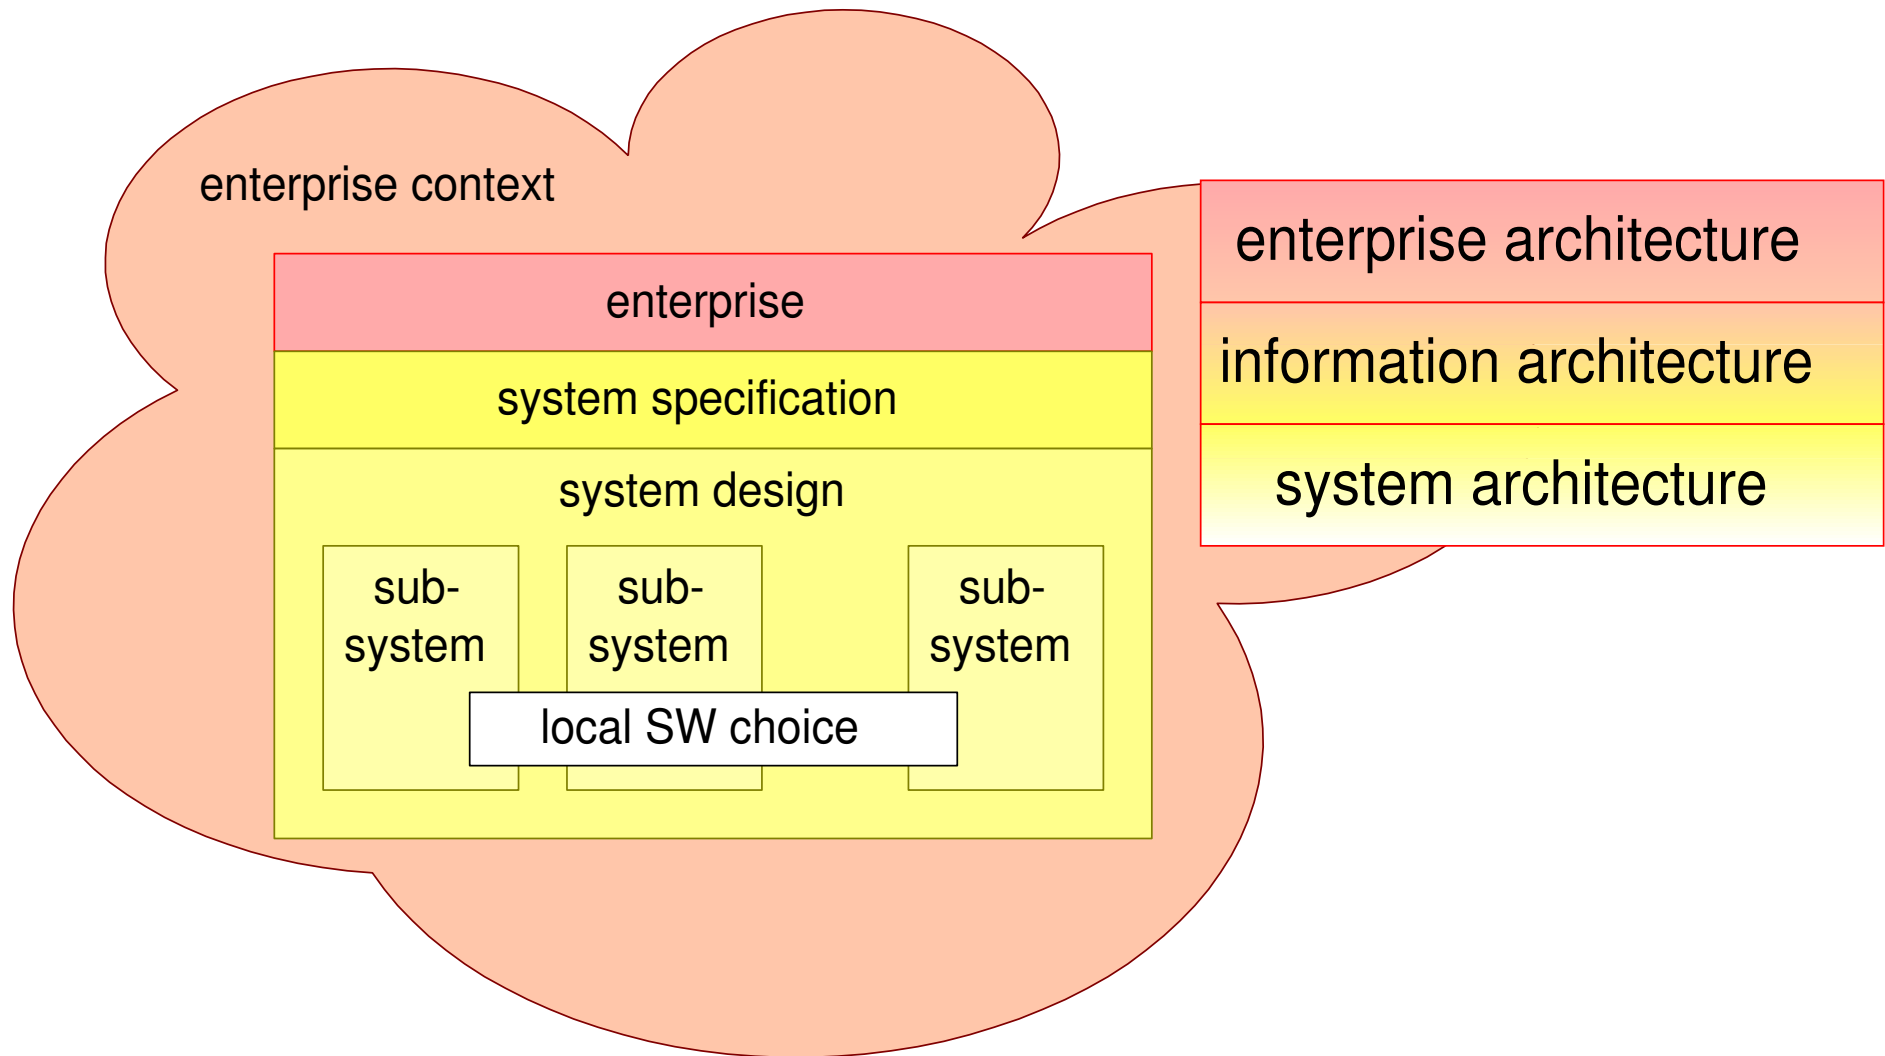 enterprise context
enterprise architecture
enterprise
information architecture
system specification
system architecture
system design
sub-
system
sub-
system
sub-
system
local SW choice